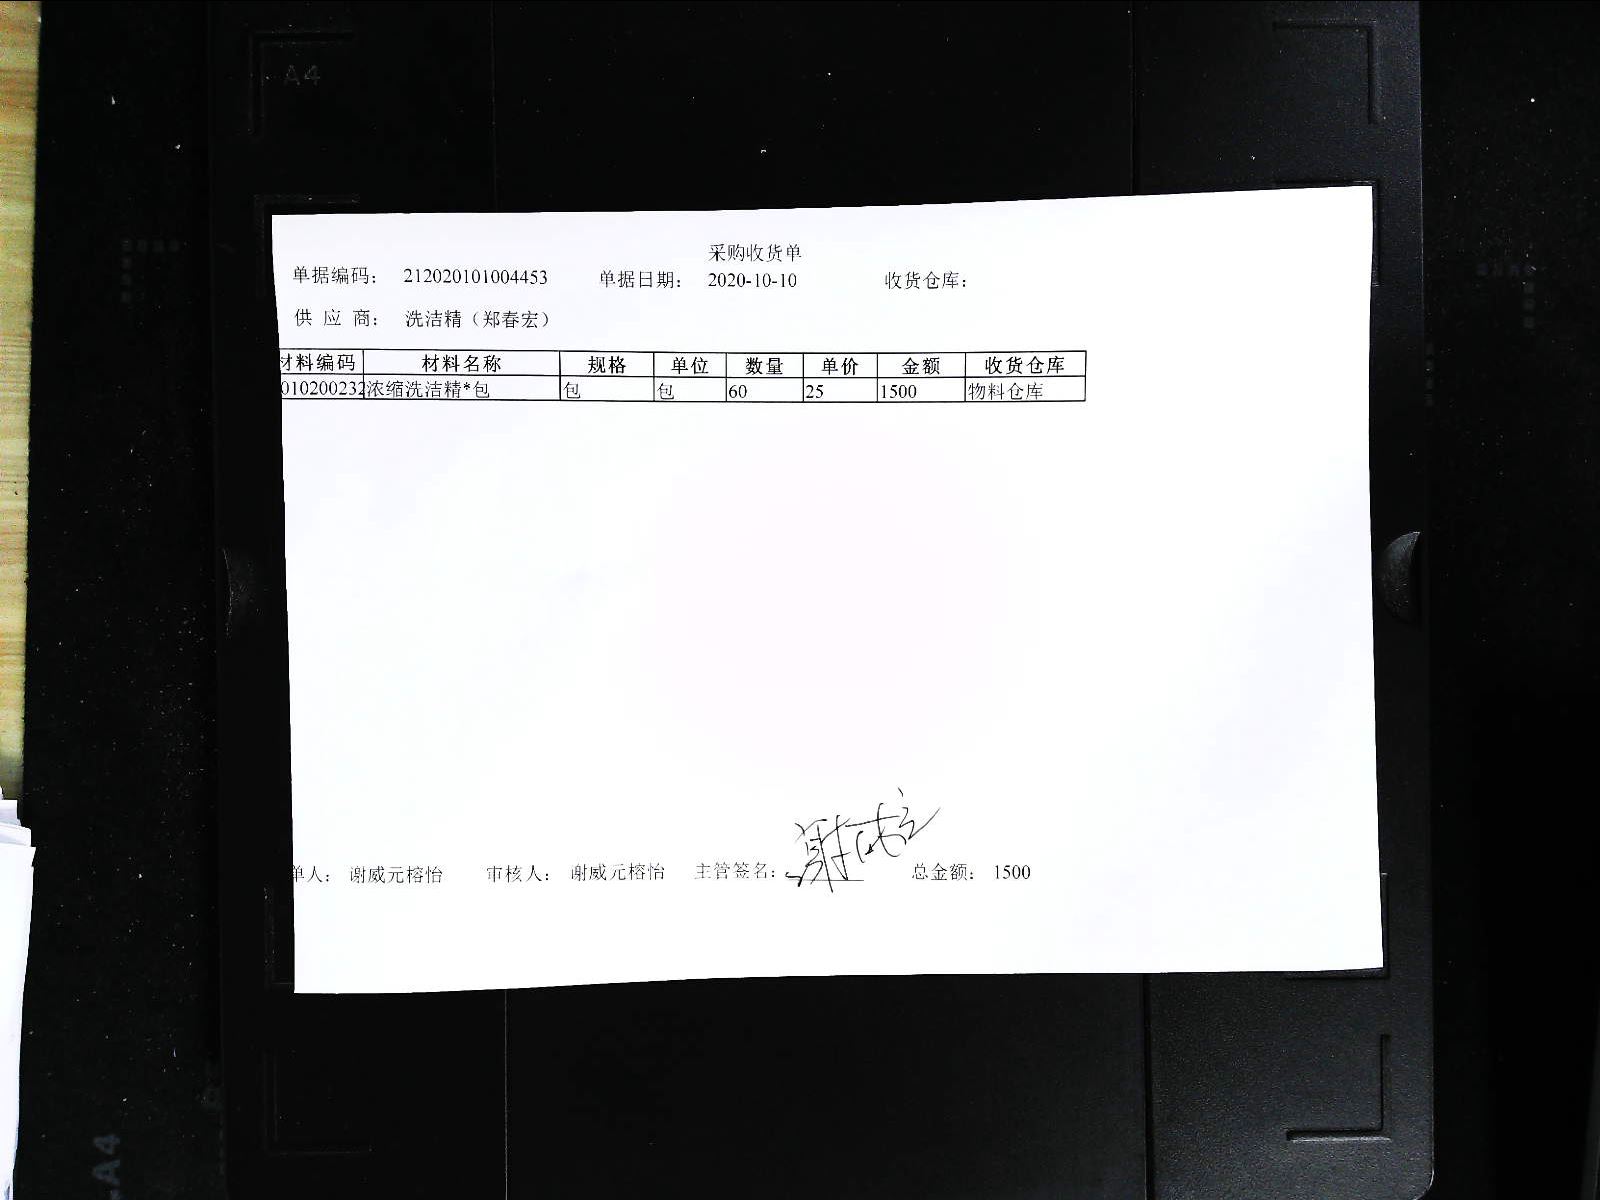 A4
采购收货单
单据编码： 212020101004453 单据日期： 2020-10-10 收货仓库：
供 应 商： 洗洁精（郑春宏）
材料编码 材料名称 规格 单位 数量 单价 金额 收货仓库
010200232 浓缩洗洁精*包 包 包 60 25 1500 物料仓库
单人： 谢威元榕怡 审核人： 谢威元榕怡 主管签名： 总金额： 1500
A4